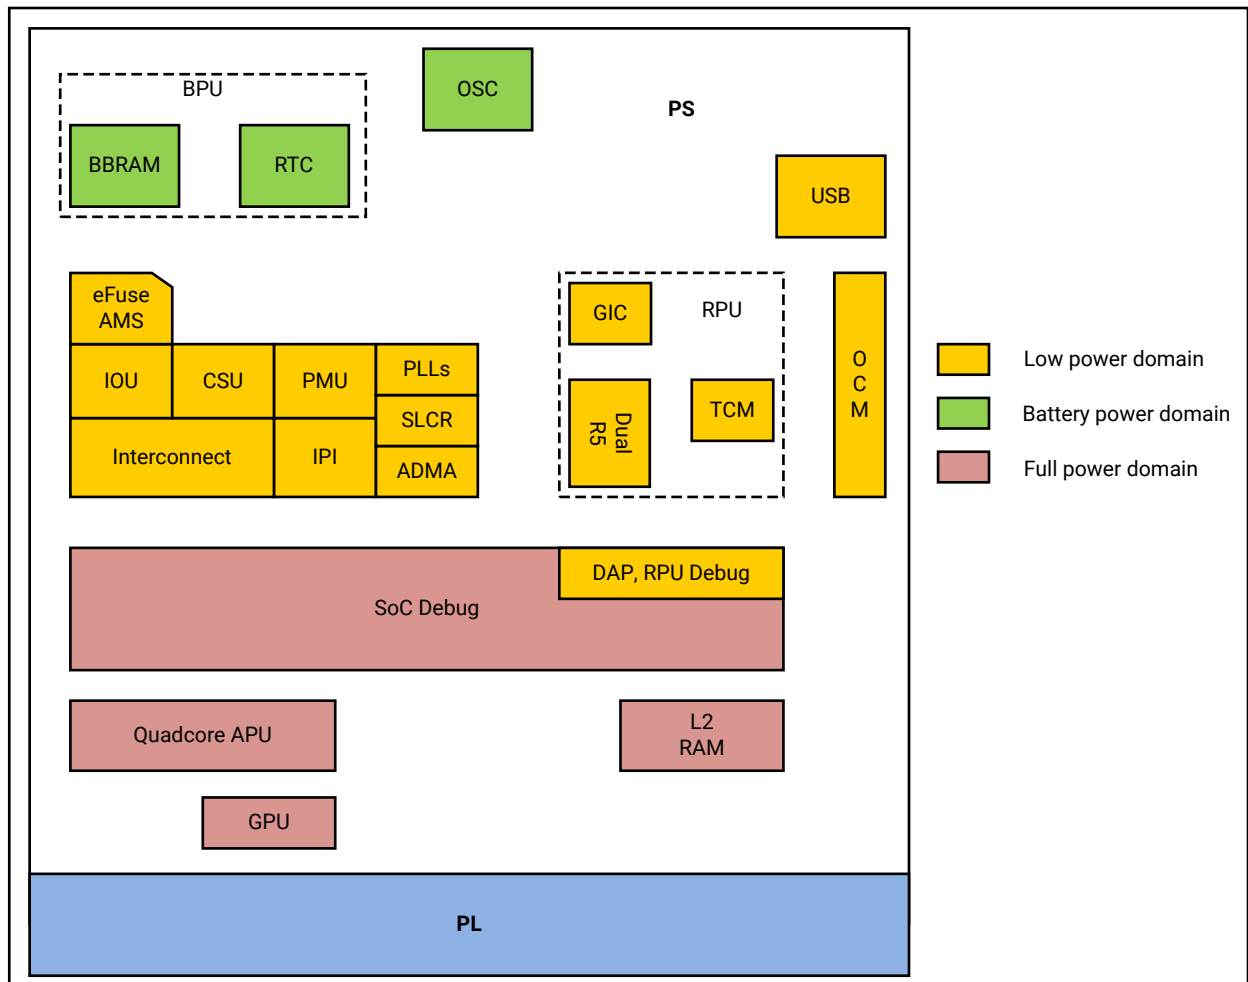 BPU
OSC
PS
BBRAM
RTC
USB
eFuse
AMS
GIC
RPU
IOU
CSU
PMU
PLLs
SLCR
Interconnect
IPI
ADMA
Dual
R5
TCM
O
C
M
Low power domain
Battery power domain
Full power domain
DAP, RPU Debug
SoC Debug
Quadcore APU
L2
RAM
GPU
PL